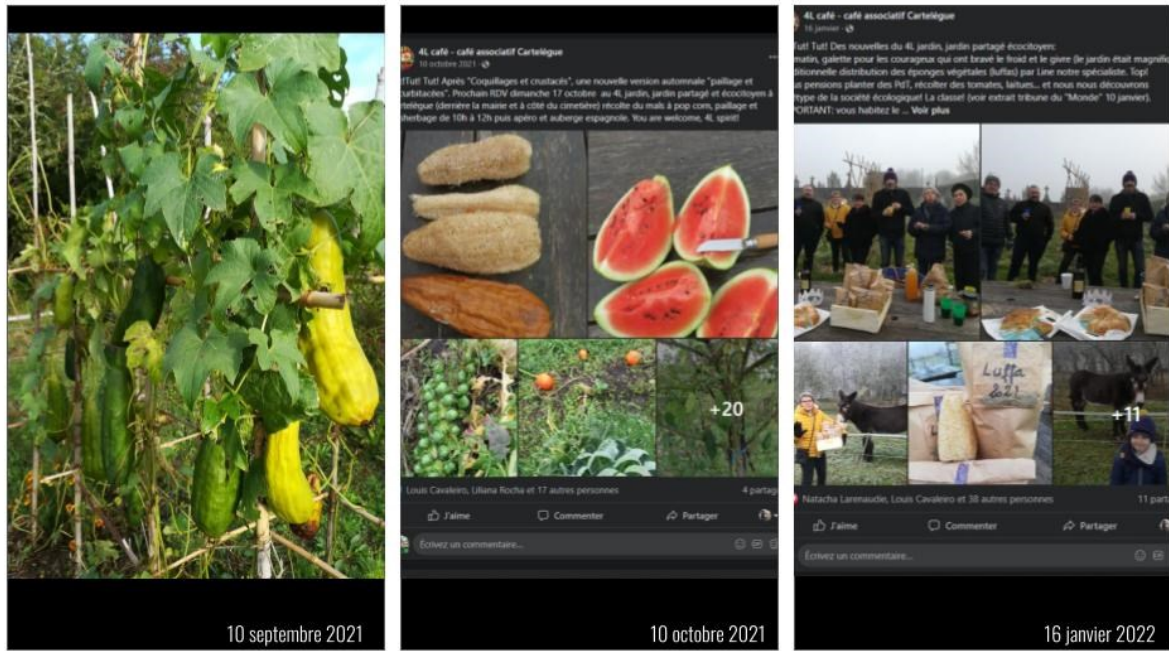 10 septembre 2021
4L café - café associatif Cartelègue
10 octobre 2021
Tut! Tut! Après "Coquillages et crustacés", une nouvelle version automnale "paillage et
Prochain RDV dimanche 17 octobre au 4L jardin, jardin partagé et écocitoyen à
(derrière la mairie et à côté du cimetière) récolte du maïs à pop corn, paillage et
de 10h à 12h puis apéro et auberge espagnole. You are welcome, 4L spirit!
+20
Louis Cavaleiro, Liliana Rocha et 17 autres personnes
4 partag
J'aime
Commenter
Partager
Écrivez un commentaire...
10 octobre 2021
4L café - café associatif Cartelègue
16 janvier
Tut! Tut! Des nouvelles du 4L jardin, jardin partagé écocitoyen:
matin, galette pour les courageux qui ont bravé le froid et le givre (le jardin était magnifi
distribution des éponges végétales (luffas) par Line notre spécialiste. Top!
pensions planter des PdT, récolter des tomates, laitues... et nous nous découvrons
de la société écologique! La classe! (voir extrait tribune du "Monde" 10 janvier).
vous habitez le ... Voir plus
Luffa
2021
+11
Natacha Larenaudie, Louis Cavaleiro et 38 autres personnes
11 part
J'aime
Commenter
Partager
Écrivez un commentaire...
16 janvier 2022